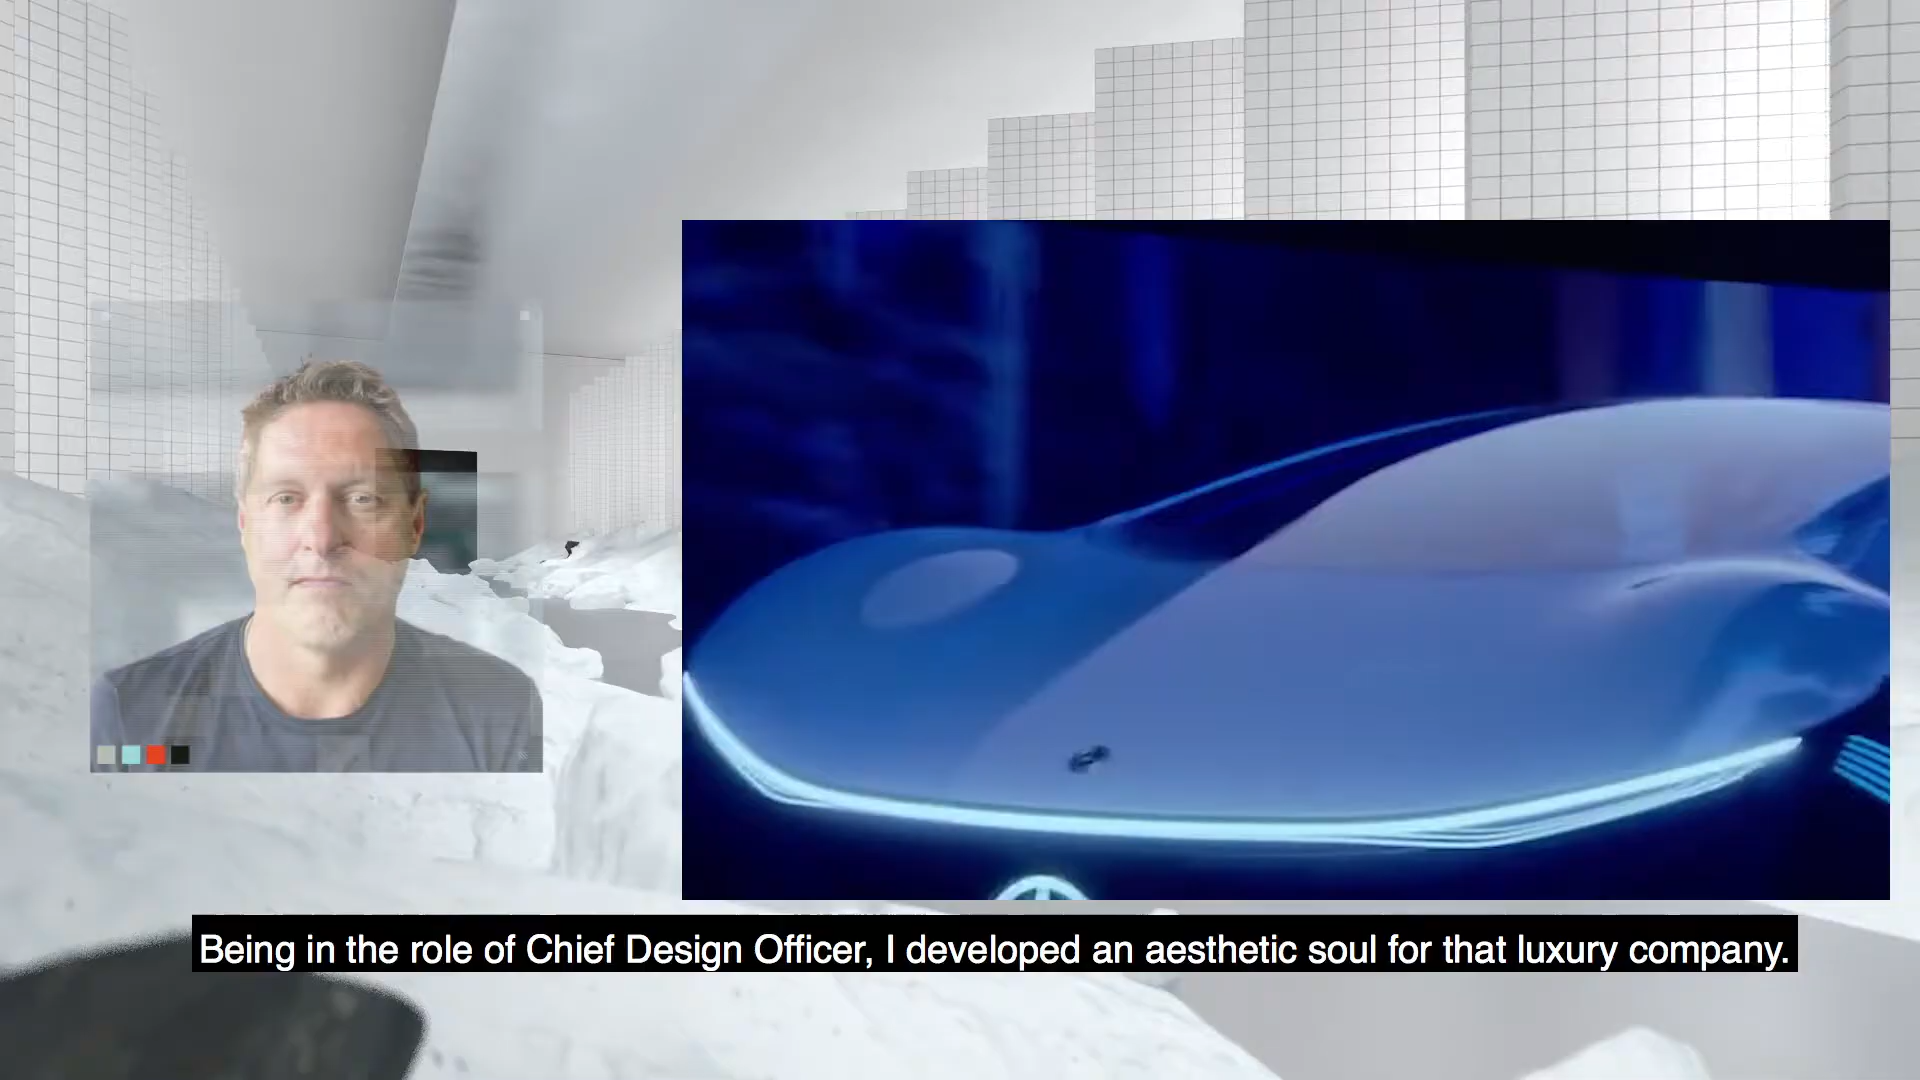 Being in the role of Chief Design Officer, I developed an aesthetic soul for that luxury company.